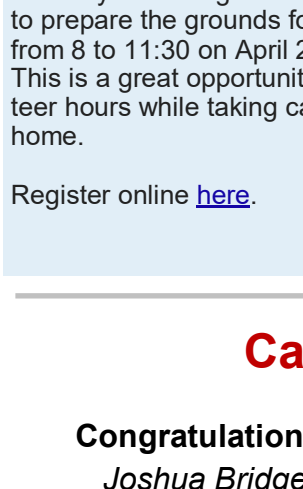 to prepare the grounds fo
from 8 to 11:30 on April 2
This is a great opportunit
teer hours while taking ca
home.
Register online here.
Ca
Congratulation
Joshua Bridge